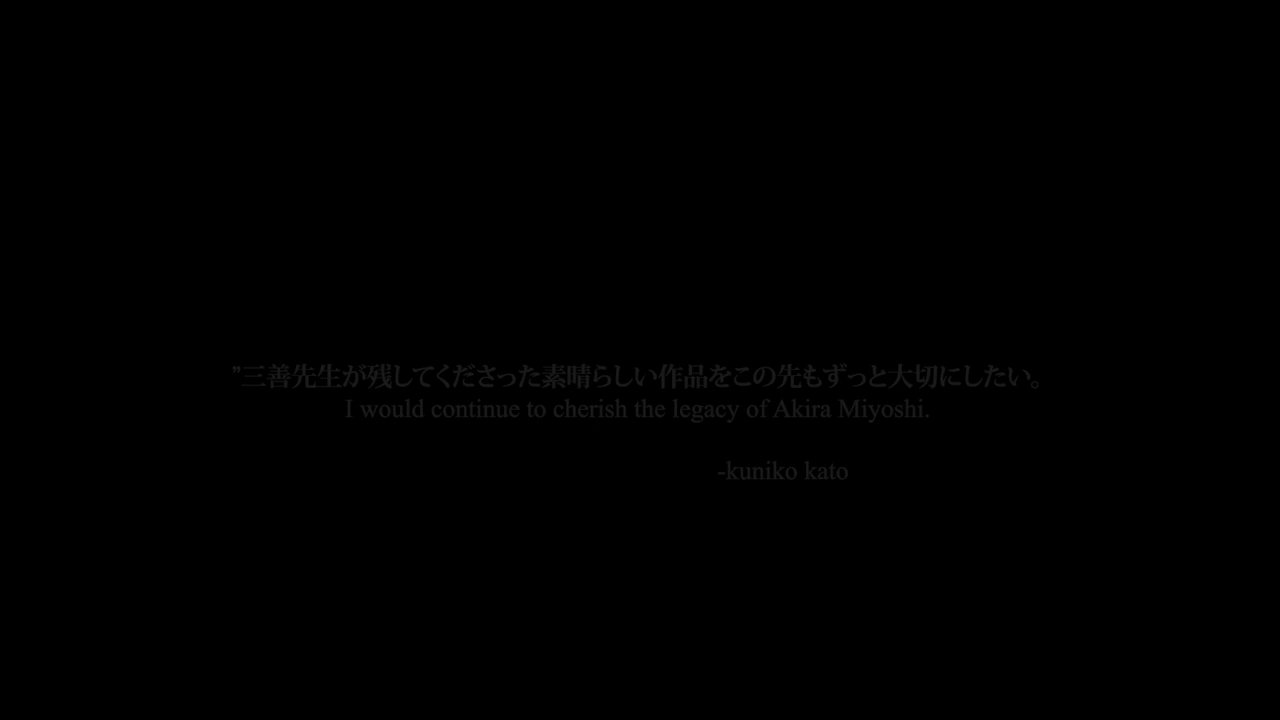 "三善先生が残してくださった素晴らしい作品をこの先もずっと大切にしたい。
I would continue to cherish the legacy of Akira Miyoshi.
-kuniko kato